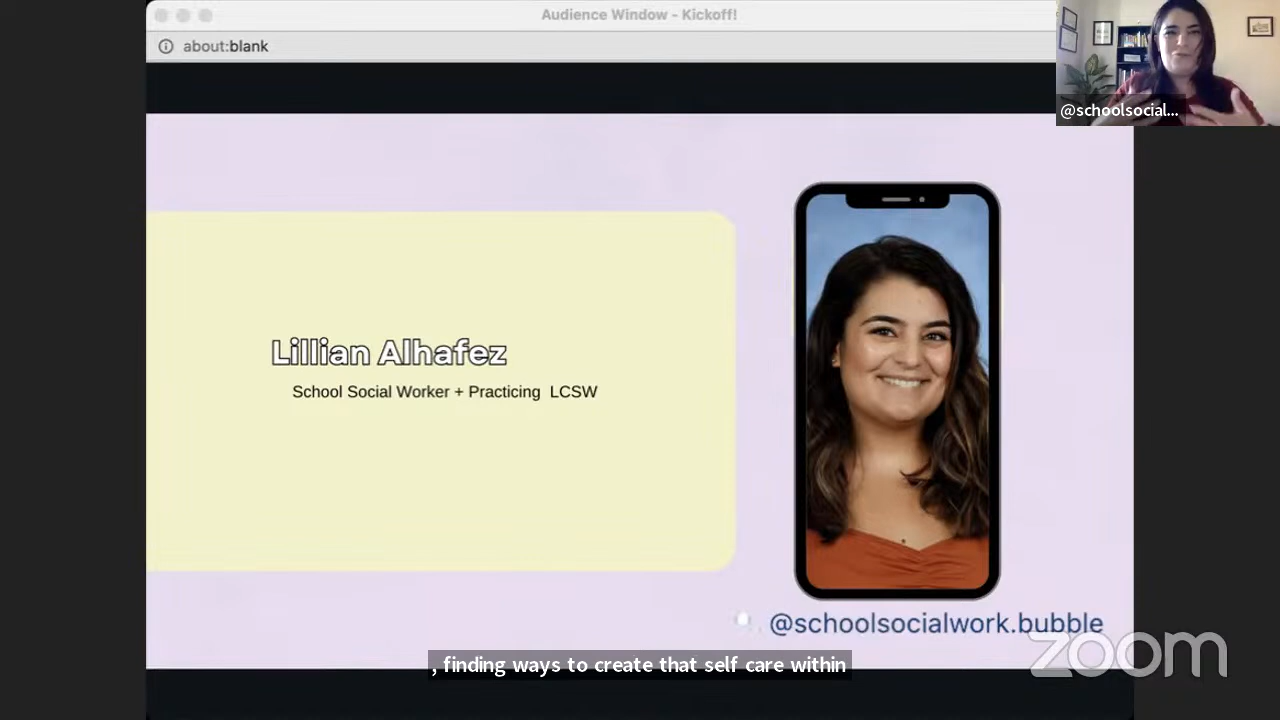 Audience Window - Kickoff!
about:blank
@schoolsocial...
Lillian Alhafez
School Social Worker + Practicing LCSW
@schoolsocialwork.bubble
zoom
, finding ways to create that self care within